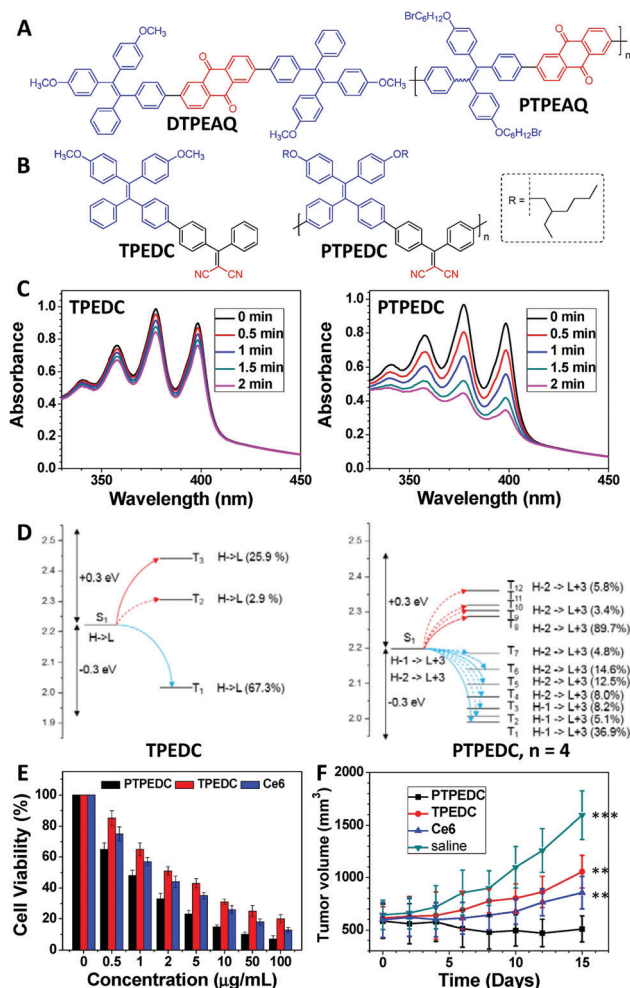 A
OCH₃
H₃CO
O
O
OCH₃
OCH₃
DTPEAQ
BrC₆H₁₂O
O
O
n
OC₆H₁₂Br
PTPEAQ
B
H₃CO
OCH₃
NC
CN
TPEDC
RO
OR
n
NC
CN
PTPEDC
R =
C
TPEDC
0 min
0.5 min
1 min
1.5 min
2 min
Absorbance
1.0
0.8
0.6
0.4
0.2
0.0
350
400
450
Wavelength (nm)
PTPEDC
0 min
0.5 min
1 min
1.5 min
2 min
Absorbance
1.0
0.8
0.6
0.4
0.2
0.0
350
400
450
Wavelength (nm)
D
2.5
2.4
2.3
2.2
2.1
2.0
1.9
+0.3 eV
-0.3 eV
S₁
H->L
T₃ H->L (25.9 %)
T₂ H->L (2.9 %)
T₁ H->L (67.3%)
TPEDC
2.5
2.4
2.3
2.2
2.1
2.0
+0.3 eV
-0.3 eV
S₁
H-1 -> L+3
H-2 -> L+3
T₁₂ H-2 -> L+3 (5.8%)
T₁₁
T₁₀ H-2 -> L+3 (3.4%)
T₉
T₈ H-2 -> L+3 (89.7%)
T₇ H-2 -> L+3 (4.8%)
T₆ H-2 -> L+3 (14.6%)
T₅ H-2 -> L+3 (12.5%)
T₄ H-2 -> L+3 (8.0%)
T₃ H-1 -> L+3 (8.2%)
T₂ H-1 -> L+3 (5.1%)
T₁ H-1 -> L+3 (36.9%)
PTPEDC, n = 4
E
PTPEDC TPEDC Ce6
Cell Viability (%)
100
80
60
40
20
0
0 0.5 1 2 5 10 50 100
Concentration (μg/mL)
F
PTPEDC
TPEDC
Ce6
saline
Tumor volume (mm³)
2000
1500
1000
500
***
**
**
0 5 10 15
Time (Days)